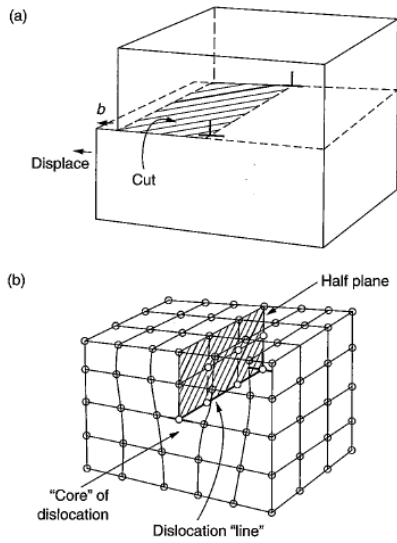 (a)
b
Displace
Cut
(b)
Half plane
"Core" of
dislocation
Dislocation "line"